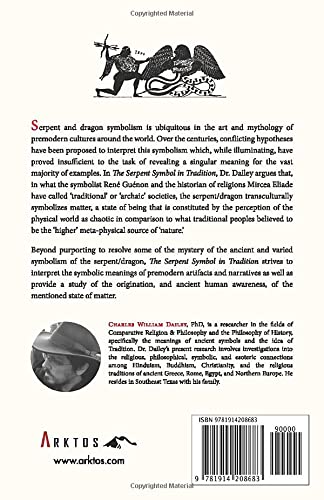 Serpent and dragon symbolism is ubiquitous in the art and mythology of
premodern cultures around the world. Over the centuries, conflicting hypotheses
have been proposed to interpret this symbolism which, while illuminating, have
proved insufficient to the task of revealing a singular meaning for the vast
majority of examples. In The Serpent Symbol in Tradition, Dr. Dailey argues that,
in what the symbolist René Guénon and the historian of religions Mircea Eliade
have called 'traditional' or 'archaic' societies, the serpent/dragon transculturally
symbolizes matter, a state of being that is constituted by the perception of the
physical world as chaotic in comparison to what traditional peoples believed to
be the 'higher' meta-physical source of 'nature.'
Beyond purporting to resolve some of the mystery of the ancient and varied
symbolism of the serpent/dragon, The Serpent Symbol in Tradition strives to
interpret the symbolic meanings of premodern artifacts and narratives as well as
provide a study of the origination, and ancient human awareness, of
the mentioned state of matter.
Charles William Dailey, PhD, is a researcher in the fields of
Comparative Religion & Philosophy and the Philosophy of History,
specifically the meanings of ancient symbols and the idea of
Tradition. Dr. Dailey's present research involves investigations into
the religious, philosophical, symbolic, and esoteric connections
among Hinduism, Buddhism, Christianity, and the religious
traditions of ancient Greece, Rome, Egypt, and Northern Europe. He
resides in Southeast Texas with his family.
ARKTOS
www.arktos.com
ISBN 9781914208683
90000
9 781914 208683